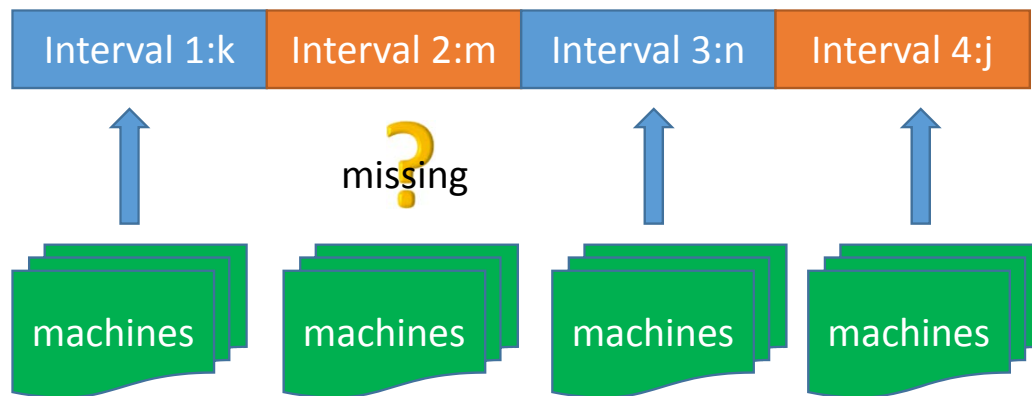 Interval 1:k
Interval 2:m
Interval 3:n
Interval 4:j
?
missing
machines
machines
machines
machines